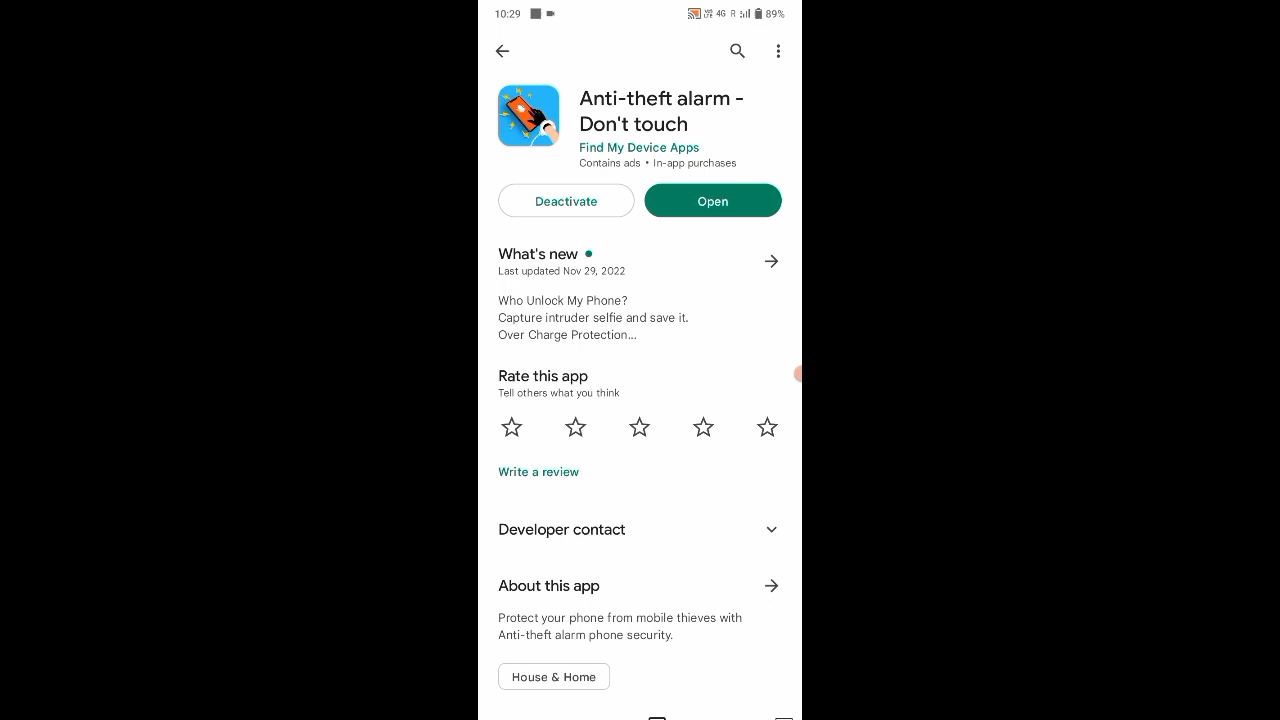 10:29
4G R 89%
Anti-theft alarm -
Don't touch
Find My Device Apps
Contains ads • In-app purchases
Deactivate
Open
What's new
Last updated Nov 29, 2022
Who Unlock My Phone?
Capture intruder selfie and save it.
Over Charge Protection...
Rate this app
Tell others what you think
Write a review
Developer contact
About this app
Protect your phone from mobile thieves with
Anti-theft alarm phone security.
House & Home